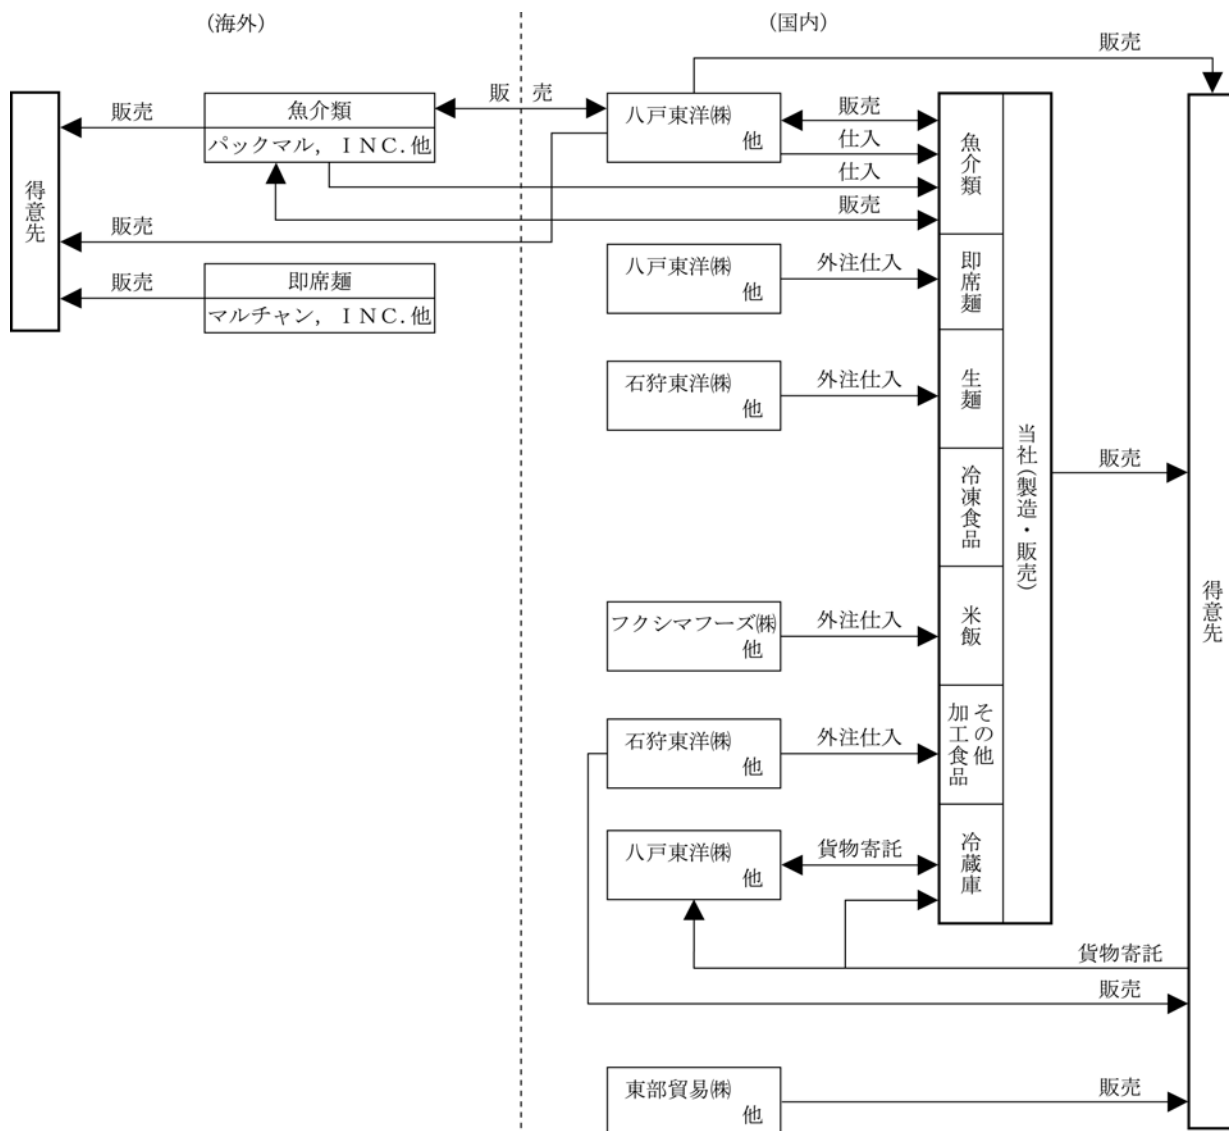 (海外)
(国内)
販売
販 売
販売
魚介類
パックマル，ＩＮＣ.他
八戸東洋㈱
他
販売
仕入
仕入
販売
魚介類
得意先
販売
販売
即席麺
マルチャン，ＩＮＣ.他
八戸東洋㈱
他
外注仕入
即席麺
石狩東洋㈱
他
外注仕入
生麺
冷凍食品
当社(製造・販売)
販売
得意先
フクシマフーズ㈱
他
外注仕入
米飯
石狩東洋㈱
他
外注仕入
その他
加工食品
八戸東洋㈱
他
貨物寄託
冷蔵庫
貨物寄託
販売
東部貿易㈱
他
販売